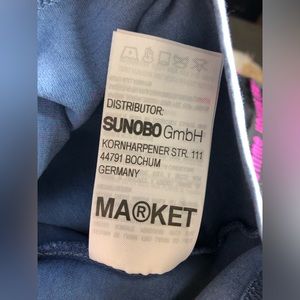 DISTRIBUTOR:
SUNOBO GmbH
KORNHARPENER STR. 111
44791 BOCHUM
GERMANY
MA®KET